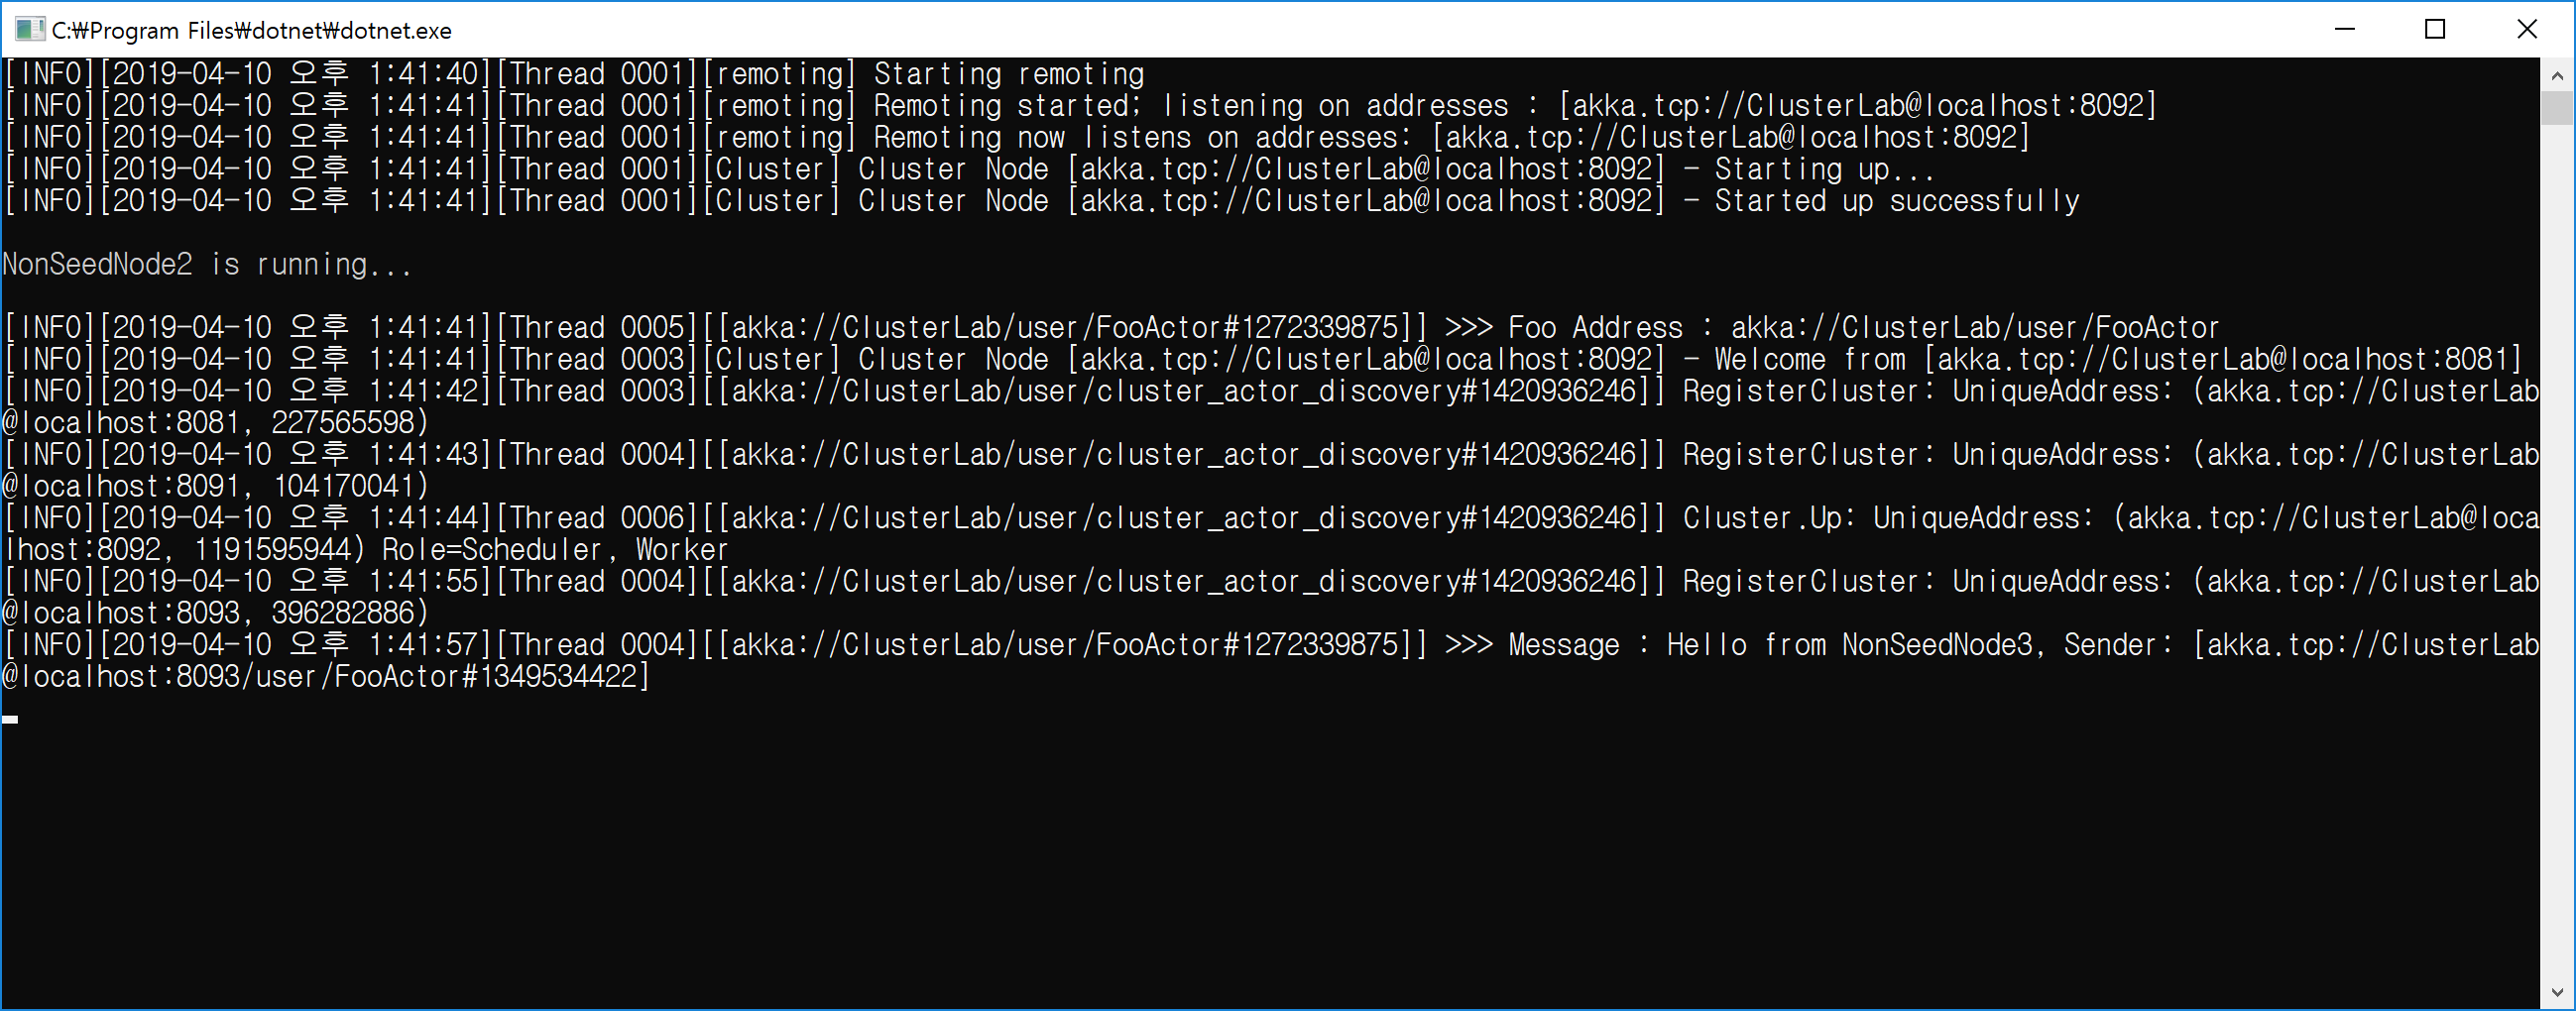 C:₩Program Files₩dotnet₩dotnet.exe
[INFO][2019-04-10 오후 1:41:40][Thread 0001][remoting] Starting remoting
[INFO][2019-04-10 오후 1:41:41][Thread 0001][remoting] Remoting started; listening on addresses : [akka.tcp://ClusterLab@localhost:8092]
[INFO][2019-04-10 오후 1:41:41][Thread 0001][remoting] Remoting now listens on addresses: [akka.tcp://ClusterLab@localhost:8092]
[INFO][2019-04-10 오후 1:41:41][Thread 0001][Cluster] Cluster Node [akka.tcp://ClusterLab@localhost:8092] - Starting up...
[INFO][2019-04-10 오후 1:41:41][Thread 0001][Cluster] Cluster Node [akka.tcp://ClusterLab@localhost:8092] - Started up successfully
NonSeedNode2 is running...
[INFO][2019-04-10 오후 1:41:41][Thread 0005][[akka://ClusterLab/user/FooActor#1272339875]] >>> Foo Address : akka://ClusterLab/user/FooActor
[INFO][2019-04-10 오후 1:41:41][Thread 0003][Cluster] Cluster Node [akka.tcp://ClusterLab@localhost:8092] - Welcome from [akka.tcp://ClusterLab@localhost:8081]
[INFO][2019-04-10 오후 1:41:42][Thread 0003][[akka://ClusterLab/user/cluster_actor_discovery#1420936246]] RegisterCluster: UniqueAddress: (akka.tcp://ClusterLab
@localhost:8081, 227565598)
[INFO][2019-04-10 오후 1:41:43][Thread 0004][[akka://ClusterLab/user/cluster_actor_discovery#1420936246]] RegisterCluster: UniqueAddress: (akka.tcp://ClusterLab
@localhost:8091, 104170041)
[INFO][2019-04-10 오후 1:41:44][Thread 0006][[akka://ClusterLab/user/cluster_actor_discovery#1420936246]] Cluster.Up: UniqueAddress: (akka.tcp://ClusterLab@loca
lhost:8092, 1191595944) Role=Scheduler, Worker
[INFO][2019-04-10 오후 1:41:55][Thread 0004][[akka://ClusterLab/user/cluster_actor_discovery#1420936246]] RegisterCluster: UniqueAddress: (akka.tcp://ClusterLab
@localhost:8093, 396282886)
[INFO][2019-04-10 오후 1:41:57][Thread 0004][[akka://ClusterLab/user/FooActor#1272339875]] >>> Message : Hello from NonSeedNode3, Sender: [akka.tcp://ClusterLab
@localhost:8093/user/FooActor#1349534422]